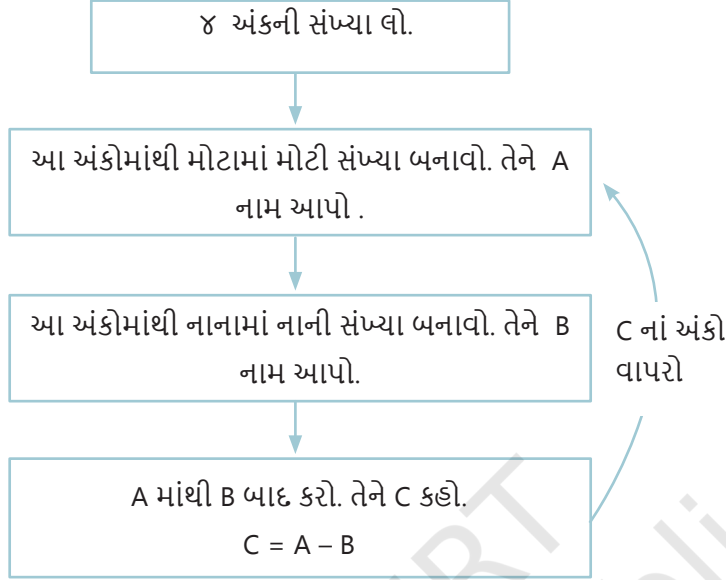 ૪ અંકની સંખ્યા લો.
આ અંકોમાંથી મોટામાં મોટી સંખ્યા બનાવો. તેને A
નામ આપો .
આ અંકોમાંથી નાનામાં નાની સંખ્યા બનાવો. તેને B
નામ આપો.
C નાં અંકો
વાપરો
A માંથી B બાદ કરો. તેને C કહો.
C = A – B